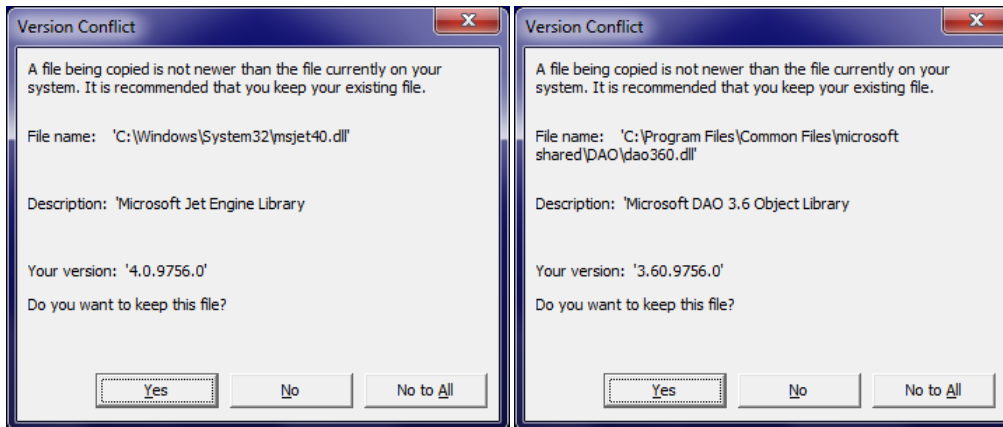 Version Conflict
A file being copied is not newer than the file currently on your
system. It is recommended that you keep your existing file.
File name: 'C:\Windows\System32\msjet40.dll'
Description: 'Microsoft Jet Engine Library
Your version: '4.0.9756.0'
Do you want to keep this file?
Yes No No to All
Version Conflict
A file being copied is not newer than the file currently on your
system. It is recommended that you keep your existing file.
File name: 'C:\Program Files\Common Files\microsoft
shared\DAO\dao360.dll'
Description: 'Microsoft DAO 3.6 Object Library
Your version: '3.60.9756.0'
Do you want to keep this file?
Yes No No to All